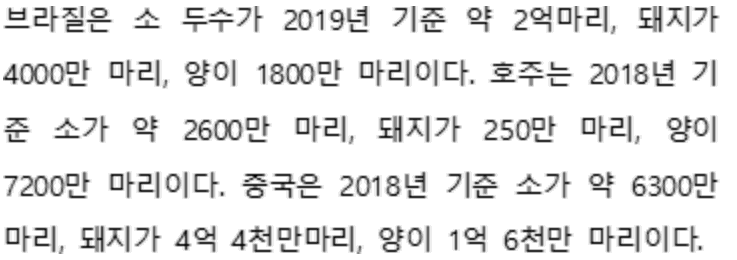 브라질은 소 두수가 2019년 기준 약 2억마리, 돼지가
4000만 마리, 양이 1800만 마리이다. 호주는 2018년 기
준 소가 약 2600만 마리, 돼지가 250만 마리, 양이
7200만 마리이다. 중국은 2018년 기준 소가 약 6300만
마리, 돼지가 4억 4천만마리, 양이 1억 6천만 마리이다.